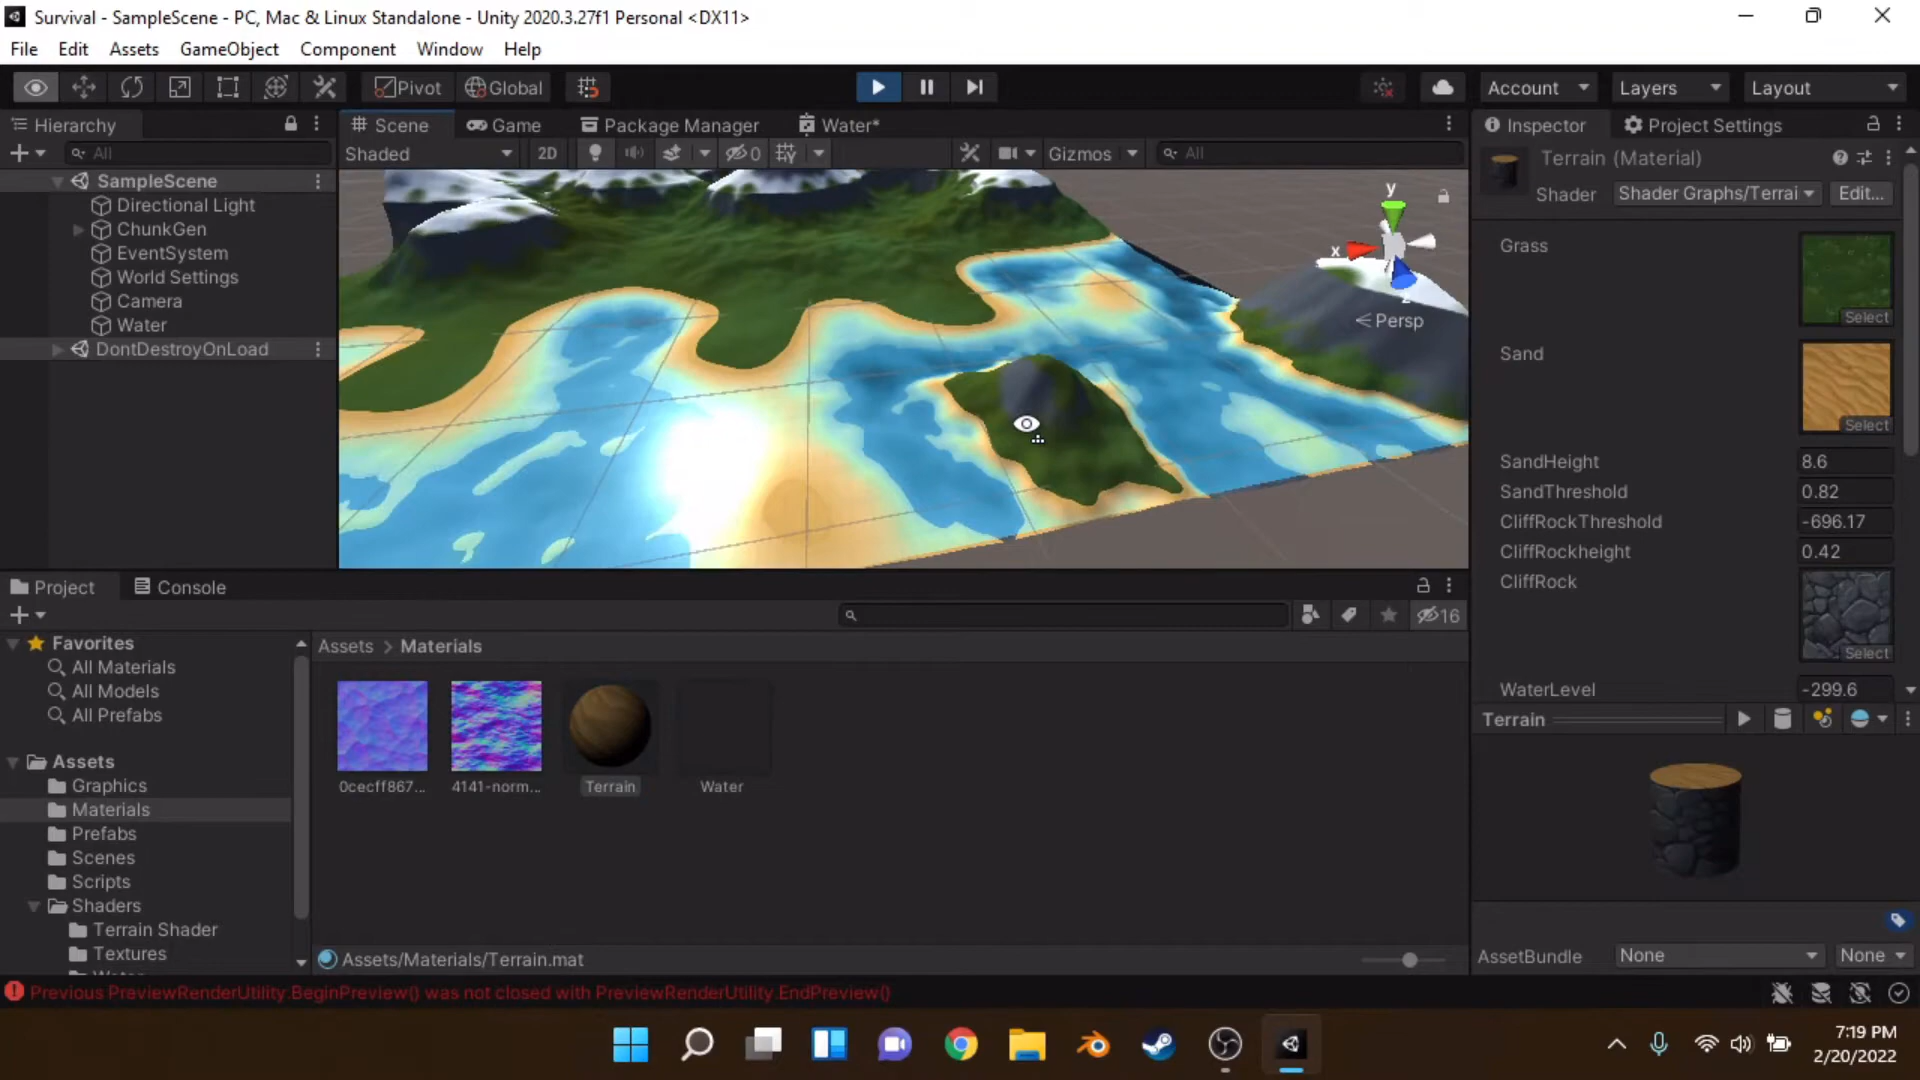 Survival - SampleScene - PC, Mac & Linux Standalone - Unity 2020.3.27f1 Personal <DX11>
File Edit Assets GameObject Component Window Help
Pivot Global Account Layers Layout
Hierarchy
All
SampleScene
Directional Light
ChunkGen
EventSystem
World Settings
Camera
Water
DontDestroyOnLoad
Scene Game Package Manager Water*
Shaded 2D 0 Gizmos All
y
x
z
Persp
Inspector Project Settings
Terrain (Material)
Shader Shader Graphs/Terrai Edit...
Grass
Select
Sand
Select
SandHeight 8.6
SandThreshold 0.82
CliffRockThreshold -696.17
CliffRockheight 0.42
CliffRock
Select
WaterLevel -299.6
Terrain
AssetBundle None None
Project Console
16
Favorites
All Materials
All Models
All Prefabs
Assets
Graphics
Materials
Prefabs
Scenes
Scripts
Shaders
Terrain Shader
Textures
Assets > Materials
0cecff867... 4141-norm... Terrain Water
Assets/Materials/Terrain.mat
Previous PreviewRenderUtility.BeginPreview() was not closed with PreviewRenderUtility.EndPreview()
7:19 PM
2/20/2022